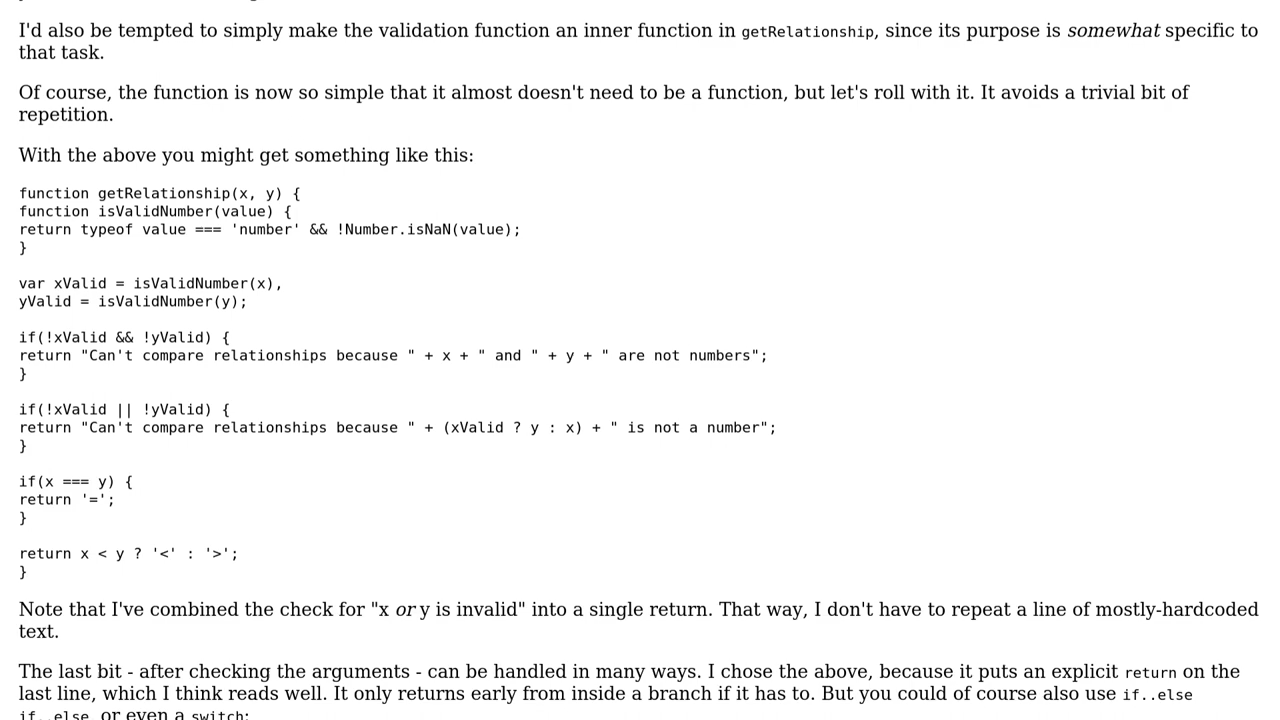 I'd also be tempted to simply make the validation function an inner function in getRelationship, since its purpose is somewhat specific to
that task.
Of course, the function is now so simple that it almost doesn't need to be a function, but let's roll with it. It avoids a trivial bit of
repetition.
With the above you might get something like this:
function getRelationship(x, y) {
function isValidNumber(value) {
return typeof value === 'number' && !Number.isNaN(value);
}
var xValid = isValidNumber(x),
yValid = isValidNumber(y);
if(!xValid && !yValid) {
return "Can't compare relationships because " + x + " and " + y + " are not numbers";
}
if(!xValid || !yValid) {
return "Can't compare relationships because " + (xValid ? y : x) + " is not a number";
}
if(x === y) {
return '=';
}
return x < y ? '<' : '>';
}
Note that I've combined the check for "x or y is invalid" into a single return. That way, I don't have to repeat a line of mostly-hardcoded
text.
The last bit - after checking the arguments - can be handled in many ways. I chose the above, because it puts an explicit return on the
last line, which I think reads well. It only returns early from inside a branch if it has to. But you could of course also use if..else
if..else, or even a switch: